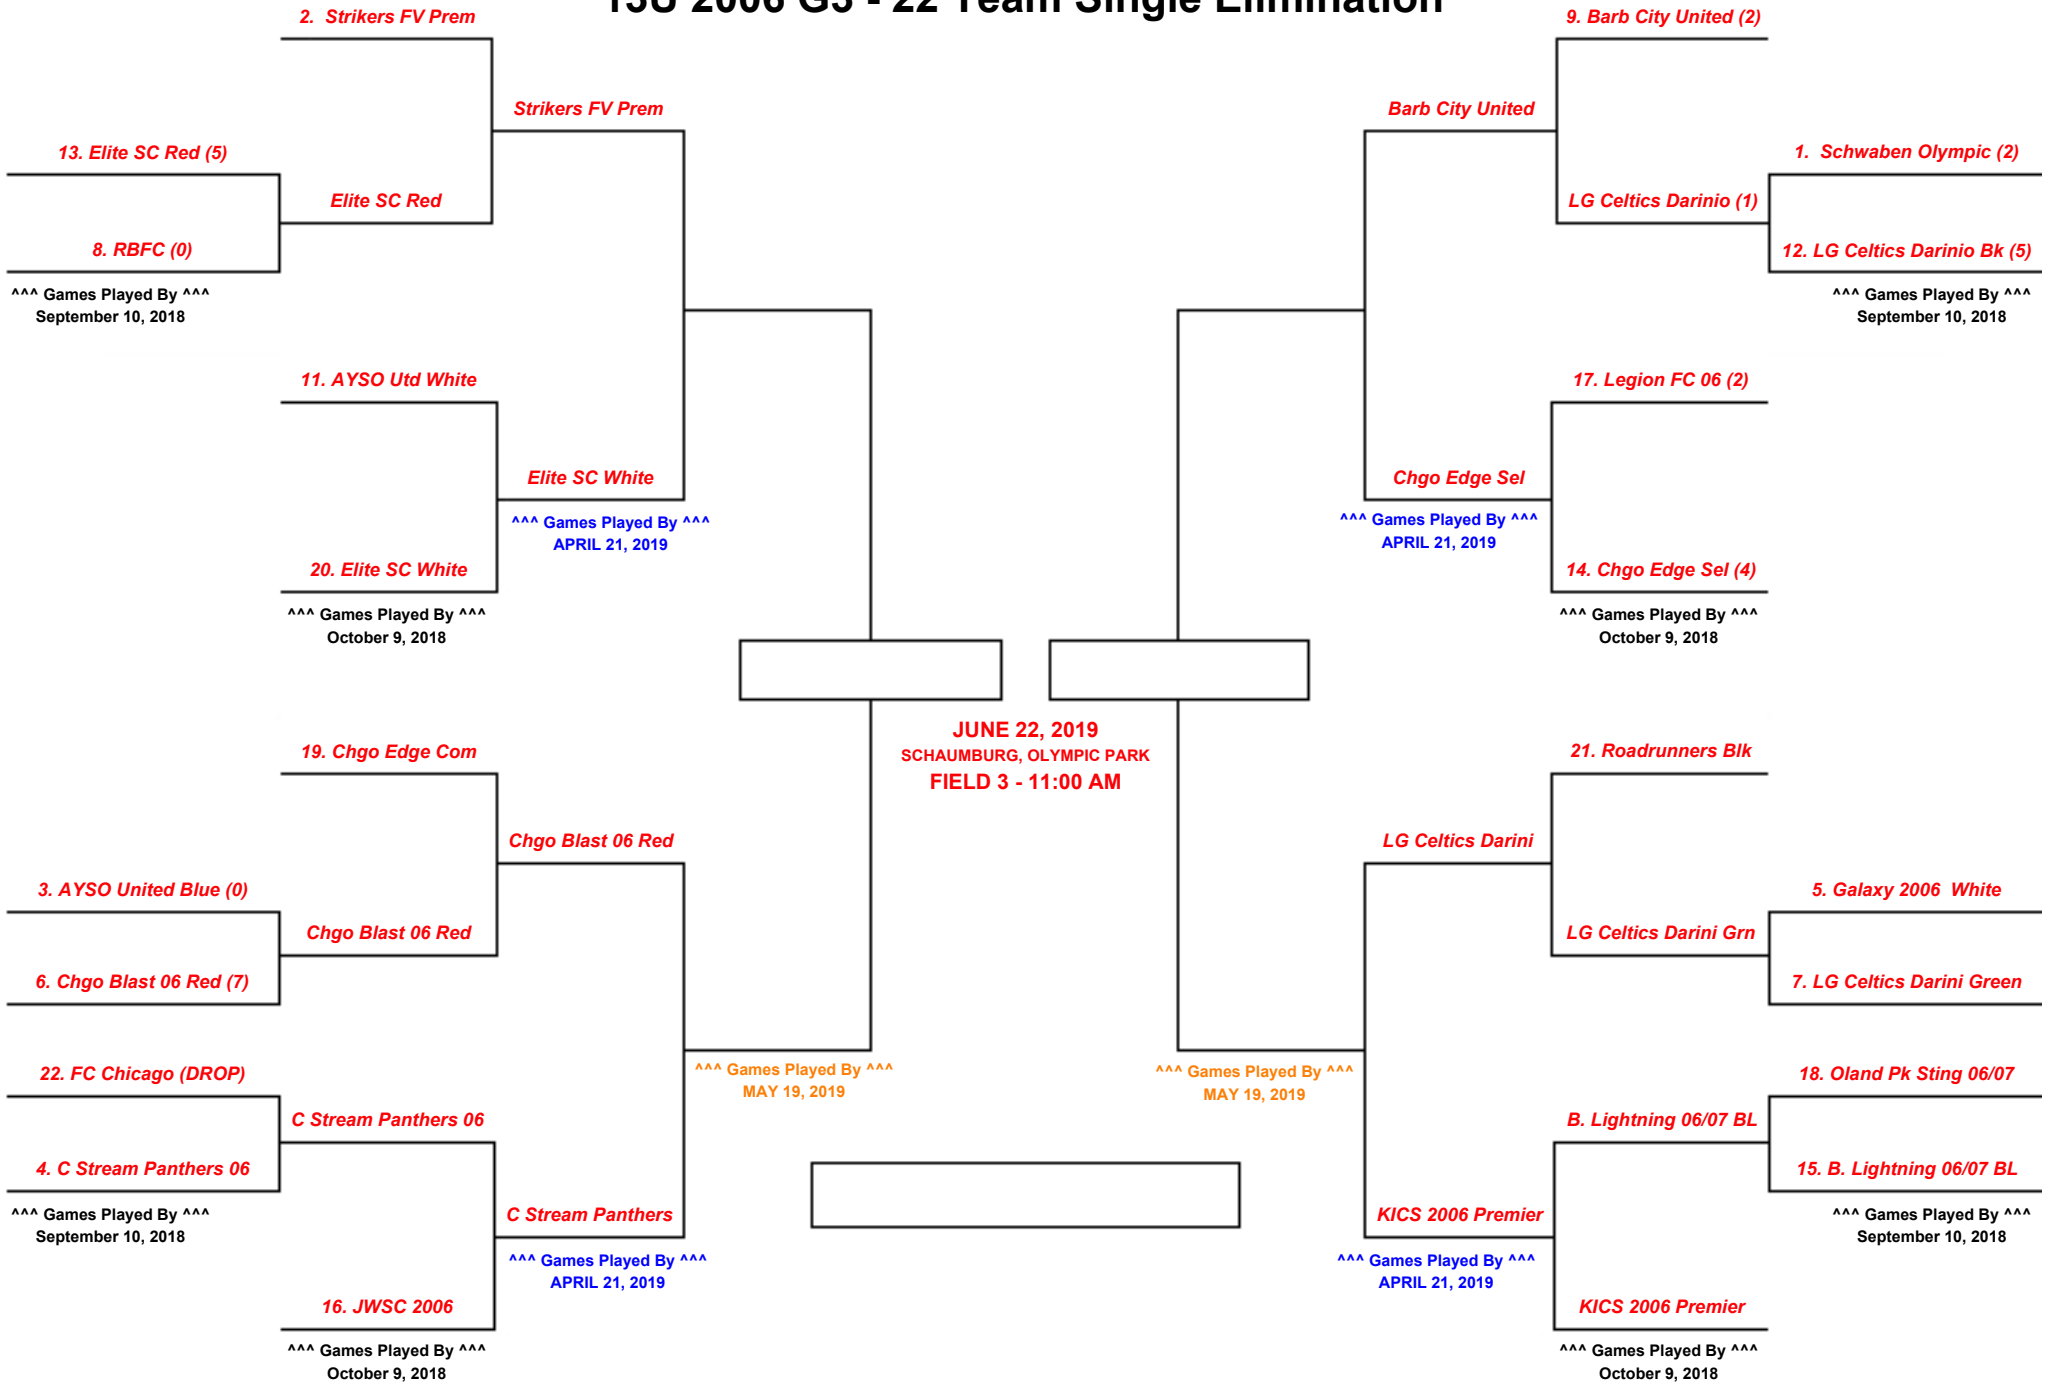 13U 2006 G3 - 22 Team Single Elimination
2. Strikers FV Prem
9. Barb City United (2)
Strikers FV Prem
Barb City United
13. Elite SC Red (5)
1. Schwaben Olympic (2)
Elite SC Red
LG Celtics Darinio (1)
8. RBFC (0)
12. LG Celtics Darinio Bk (5)
^^^ Games Played By ^^^
September 10, 2018
^^^ Games Played By ^^^
September 10, 2018
11. AYSO Utd White
17. Legion FC 06 (2)
Elite SC White
Chgo Edge Sel
^^^ Games Played By ^^^
APRIL 21, 2019
^^^ Games Played By ^^^
APRIL 21, 2019
20. Elite SC White
14. Chgo Edge Sel (4)
^^^ Games Played By ^^^
October 9, 2018
^^^ Games Played By ^^^
October 9, 2018
JUNE 22, 2019
SCHAUMBURG, OLYMPIC PARK
FIELD 3 - 11:00 AM
19. Chgo Edge Com
21. Roadrunners Blk
Chgo Blast 06 Red
LG Celtics Darini
3. AYSO United Blue (0)
5. Galaxy 2006 White
Chgo Blast 06 Red
LG Celtics Darini Grn
6. Chgo Blast 06 Red (7)
7. LG Celtics Darini Green
^^^ Games Played By ^^^
MAY 19, 2019
^^^ Games Played By ^^^
MAY 19, 2019
22. FC Chicago (DROP)
18. Oland Pk Sting 06/07
C Stream Panthers 06
B. Lightning 06/07 BL
4. C Stream Panthers 06
15. B. Lightning 06/07 BL
^^^ Games Played By ^^^
September 10, 2018
^^^ Games Played By ^^^
September 10, 2018
C Stream Panthers
KICS 2006 Premier
^^^ Games Played By ^^^
APRIL 21, 2019
^^^ Games Played By ^^^
APRIL 21, 2019
16. JWSC 2006
KICS 2006 Premier
^^^ Games Played By ^^^
October 9, 2018
^^^ Games Played By ^^^
October 9, 2018